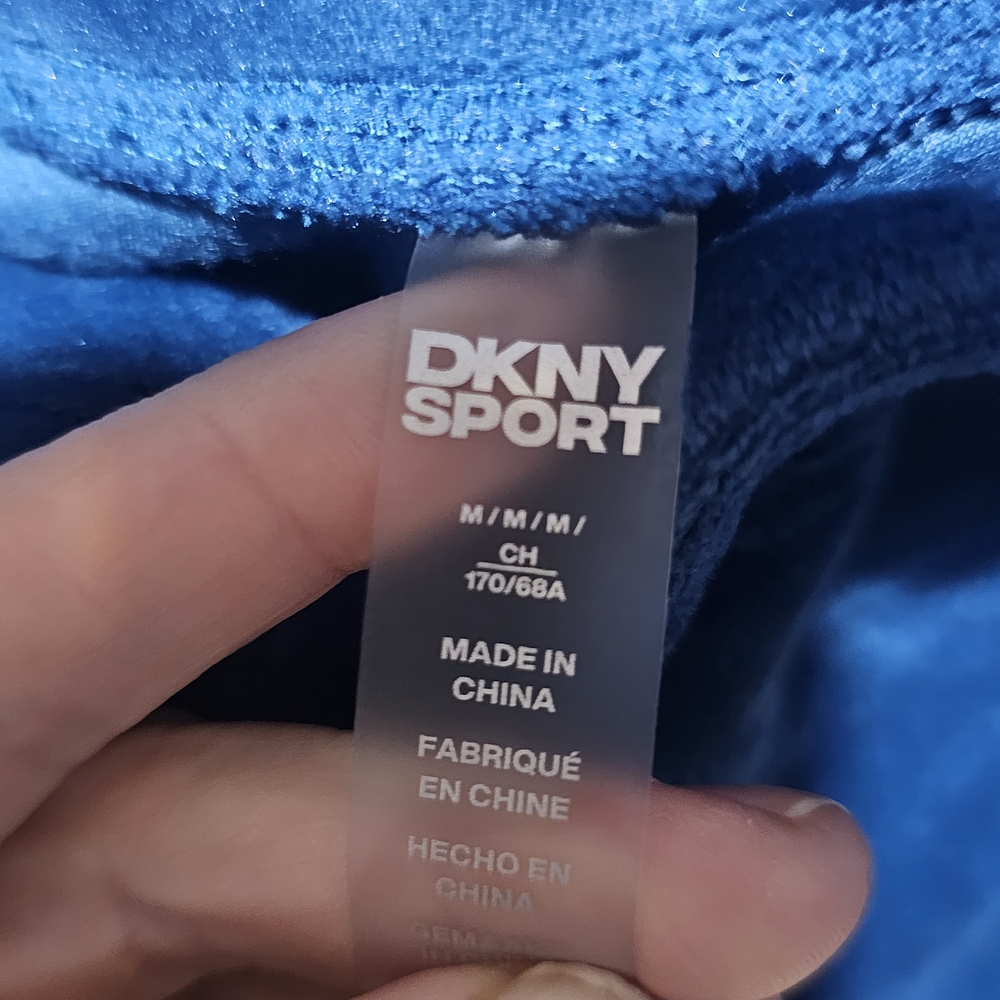 DKNY
SPORT
M / M / M /
CH
170/68A
MADE IN
CHINA
FABRIQUÉ
EN CHINE
HECHO EN
CHINA